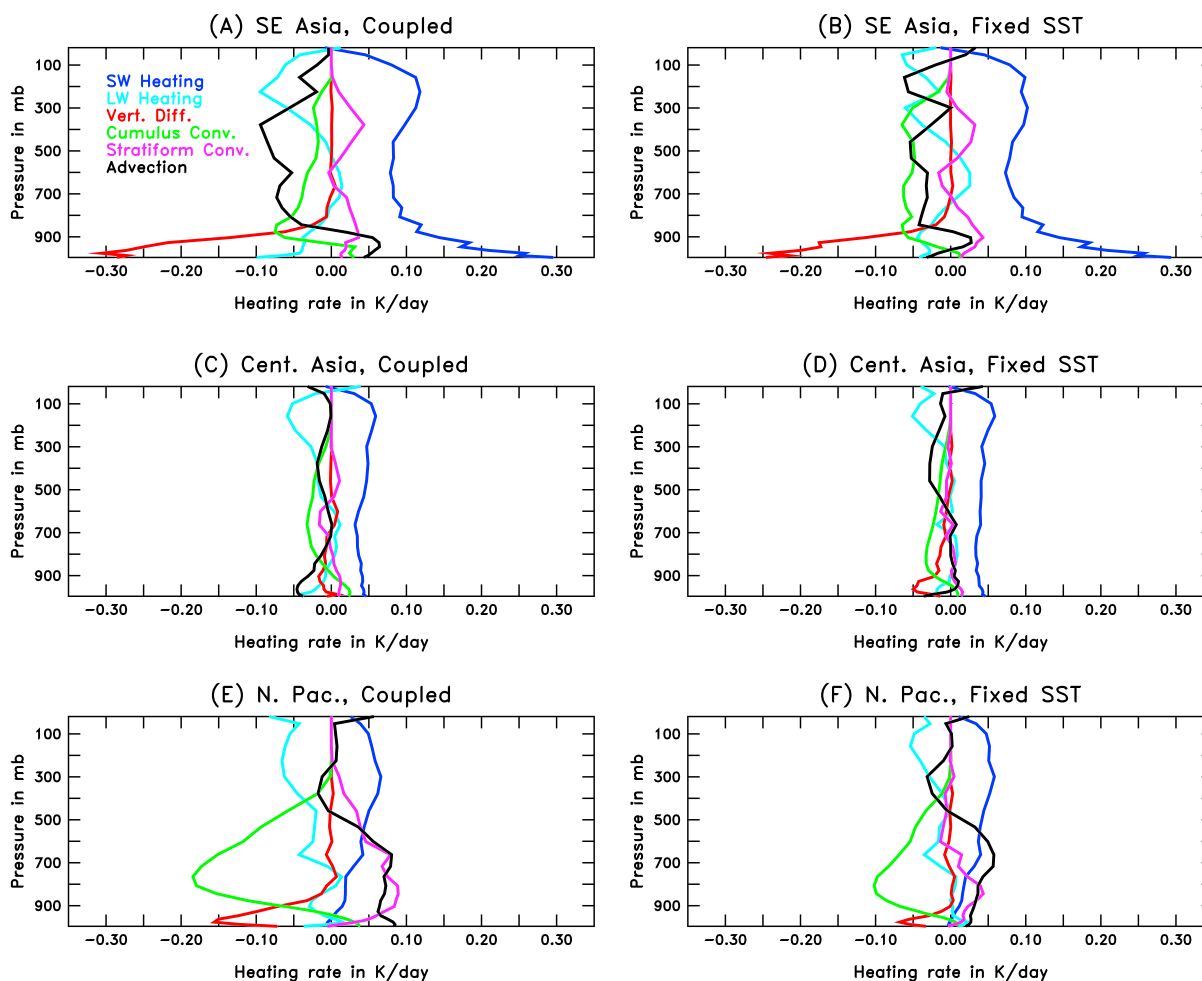 (A) SE Asia, Coupled
(B) SE Asia, Fixed SST
Pressure in mb
100
300
500
700
900
SW Heating
LW Heating
Vert. Diff.
Cumulus Conv.
Stratiform Conv.
Advection
−0.30 −0.20 −0.10 0.00 0.10 0.20 0.30
Heating rate in K/day
Pressure in mb
100
300
500
700
900
−0.30 −0.20 −0.10 0.00 0.10 0.20 0.30
Heating rate in K/day
(C) Cent. Asia, Coupled
(D) Cent. Asia, Fixed SST
Pressure in mb
100
300
500
700
900
−0.30 −0.20 −0.10 0.00 0.10 0.20 0.30
Heating rate in K/day
Pressure in mb
100
300
500
700
900
−0.30 −0.20 −0.10 0.00 0.10 0.20 0.30
Heating rate in K/day
(E) N. Pac., Coupled
(F) N. Pac., Fixed SST
Pressure in mb
100
300
500
700
900
−0.30 −0.20 −0.10 0.00 0.10 0.20 0.30
Heating rate in K/day
Pressure in mb
100
300
500
700
900
−0.30 −0.20 −0.10 0.00 0.10 0.20 0.30
Heating rate in K/day